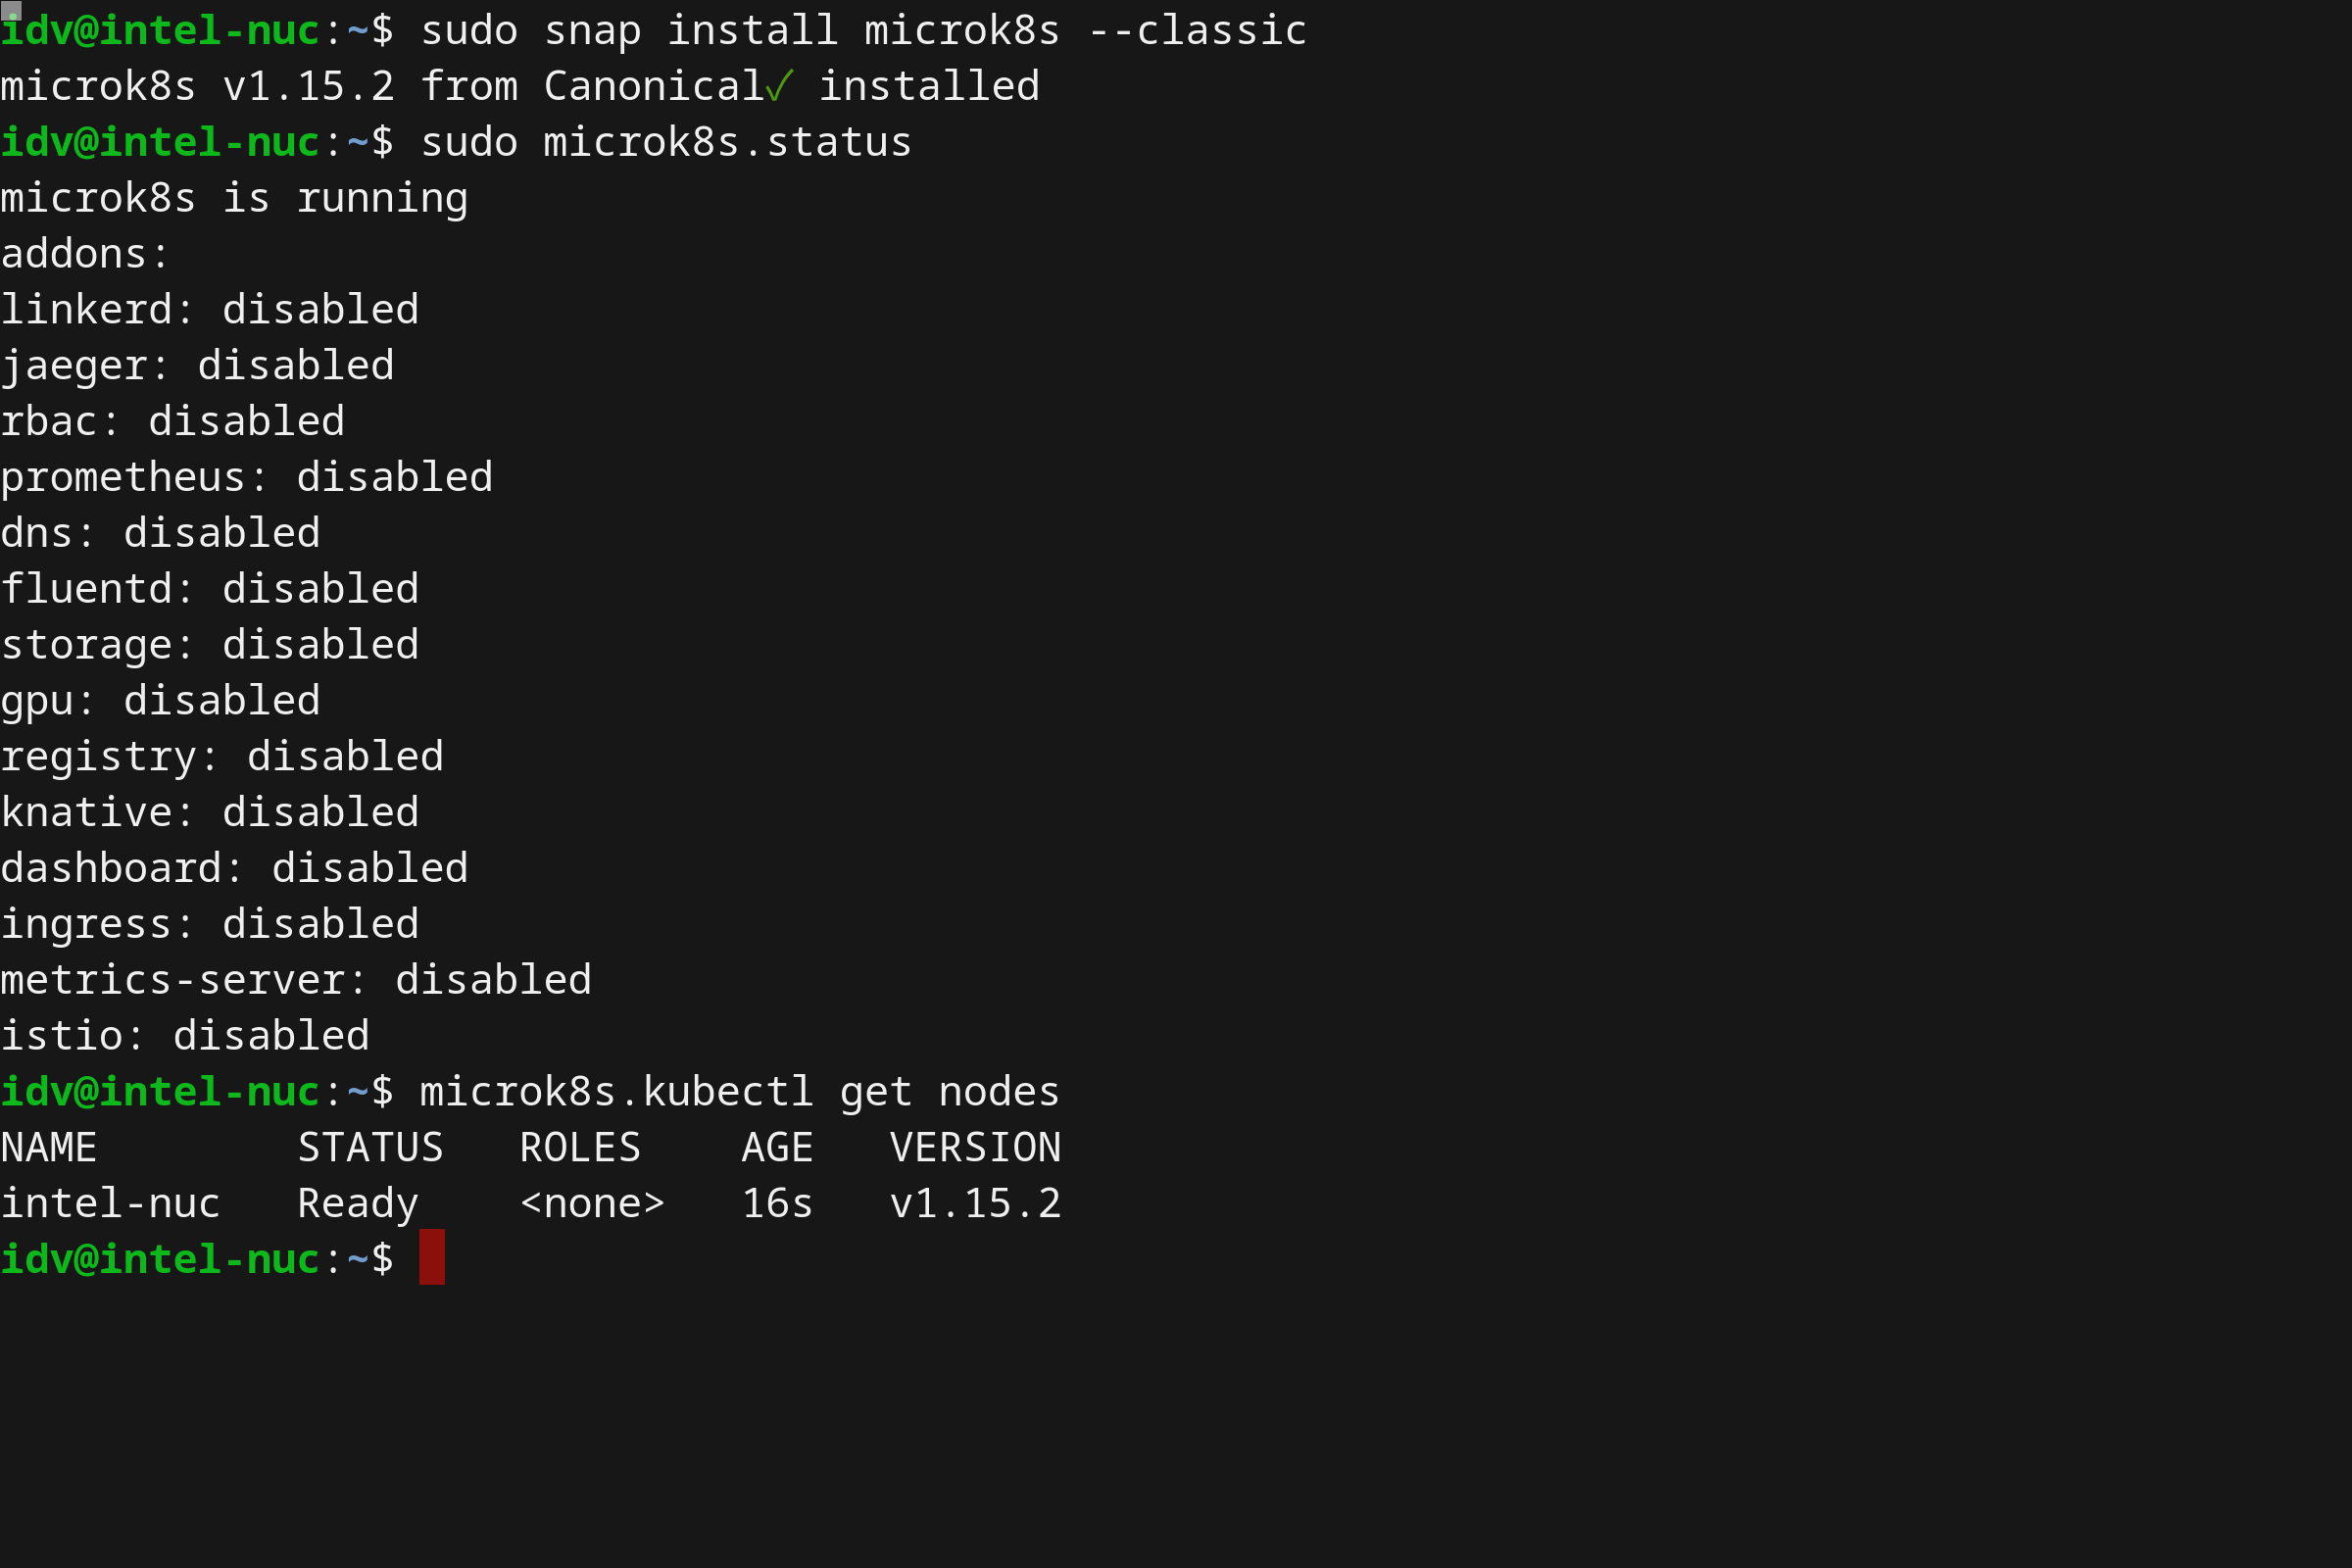 idv@intel-nuc:~$ sudo snap install microk8s --classic
microk8s v1.15.2 from Canonical✓ installed
idv@intel-nuc:~$ sudo microk8s.status
microk8s is running
addons:
linkerd: disabled
jaeger: disabled
rbac: disabled
prometheus: disabled
dns: disabled
fluentd: disabled
storage: disabled
gpu: disabled
registry: disabled
knative: disabled
dashboard: disabled
ingress: disabled
metrics-server: disabled
istio: disabled
idv@intel-nuc:~$ microk8s.kubectl get nodes
NAME        STATUS   ROLES    AGE   VERSION
intel-nuc   Ready    <none>   16s   v1.15.2
idv@intel-nuc:~$